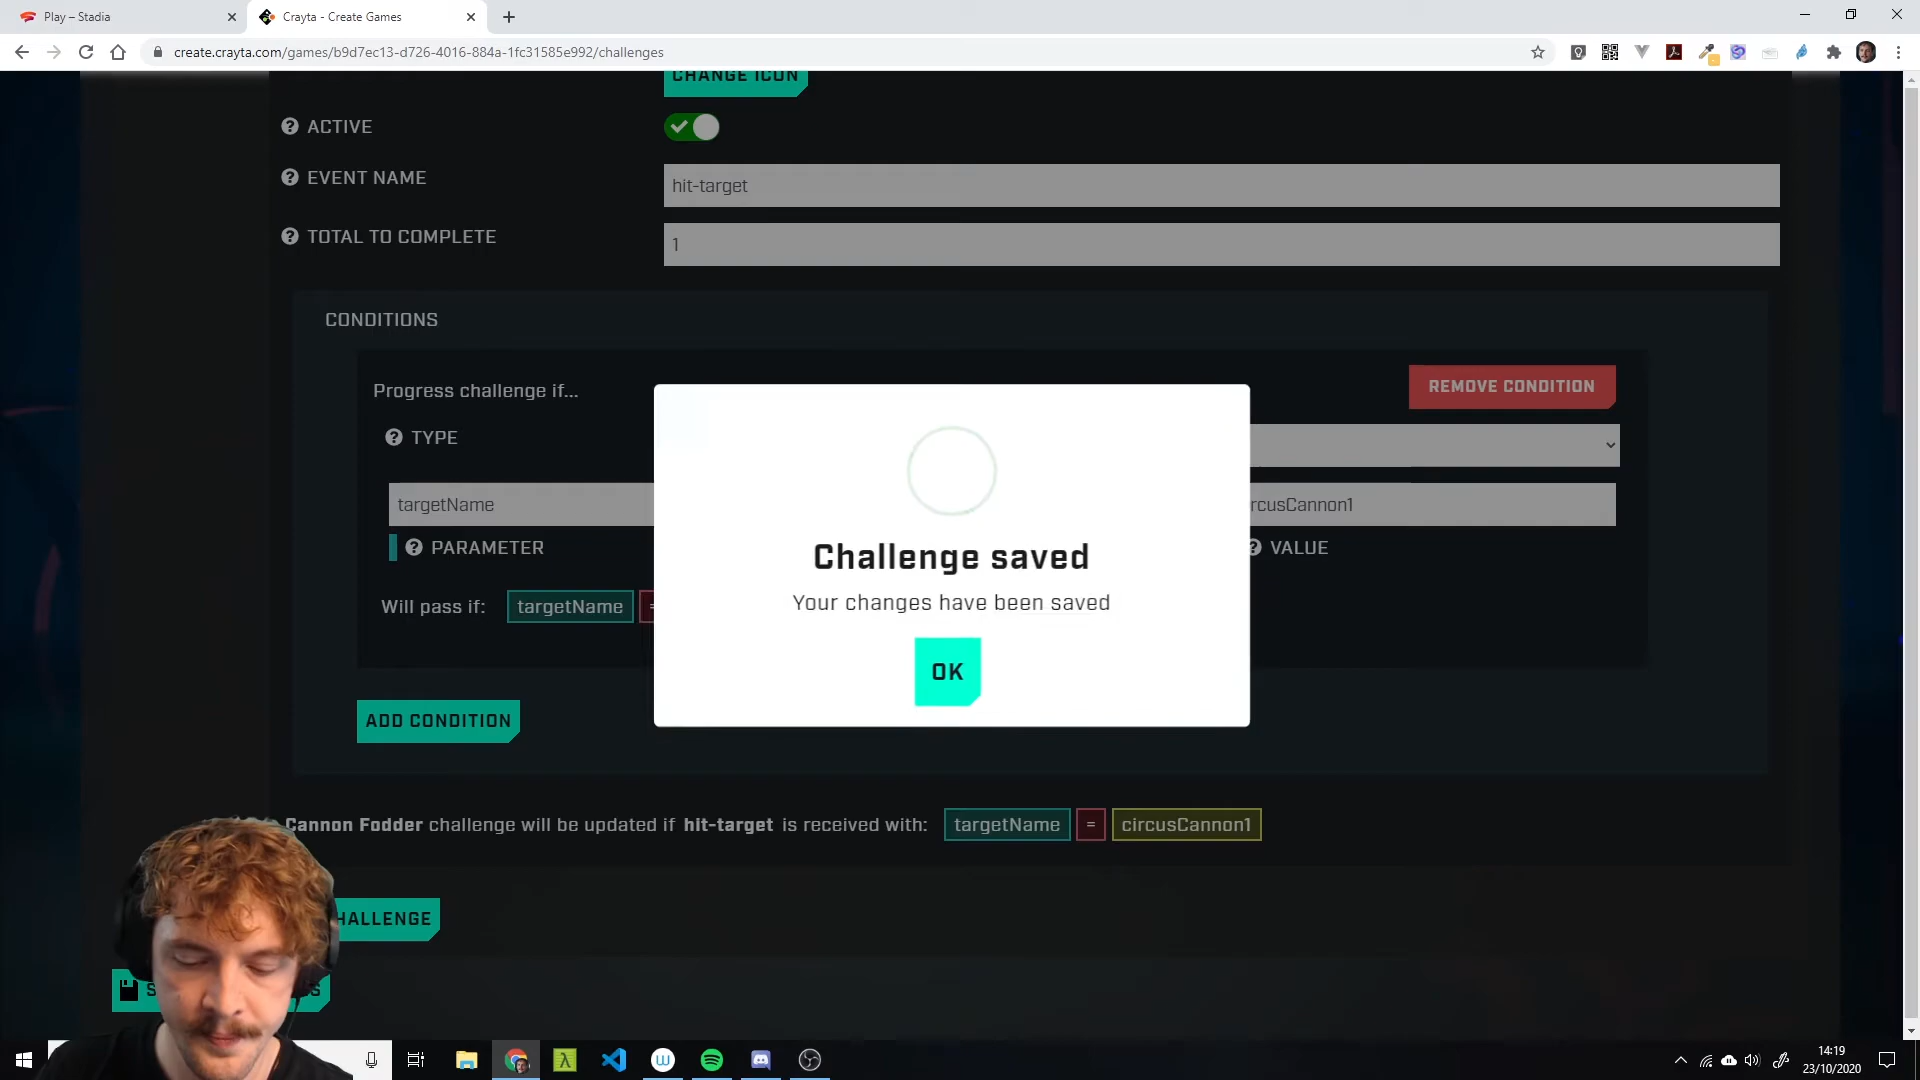 Play – Stadia
Crayta - Create Games
create.crayta.com/games/b9d7ec13-d726-4016-884a-1fc31585e992/challenges
CHANGE ICON
ACTIVE
EVENT NAME
hit-target
TOTAL TO COMPLETE
1
CONDITIONS
Progress challenge if...
REMOVE CONDITION
TYPE
targetName
rcusCannon1
PARAMETER
VALUE
Will pass if: targetName =
Challenge saved
Your changes have been saved
OK
ADD CONDITION
Cannon Fodder challenge will be updated if hit-target is received with: targetName = circusCannon1
HALLENGE
S S
14:19
23/10/2020